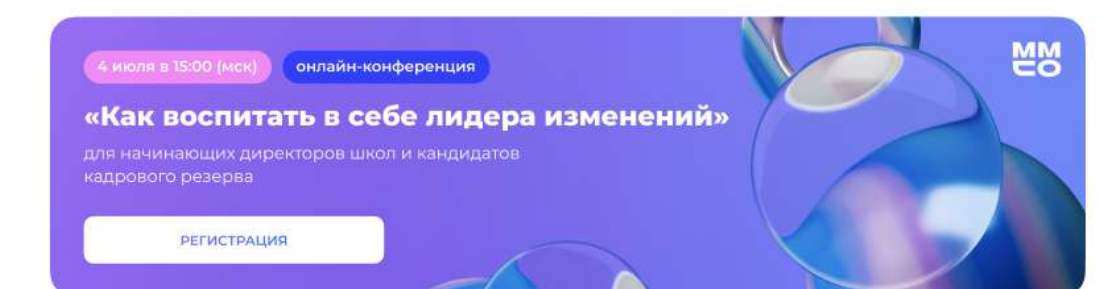 4 июля в 15:00 (мск) онлайн-конференция
ММ
СО
«Как воспитать в себе лидера изменений»
для начинающих директоров школ и кандидатов
кадрового резерва
РЕГИСТРАЦИЯ